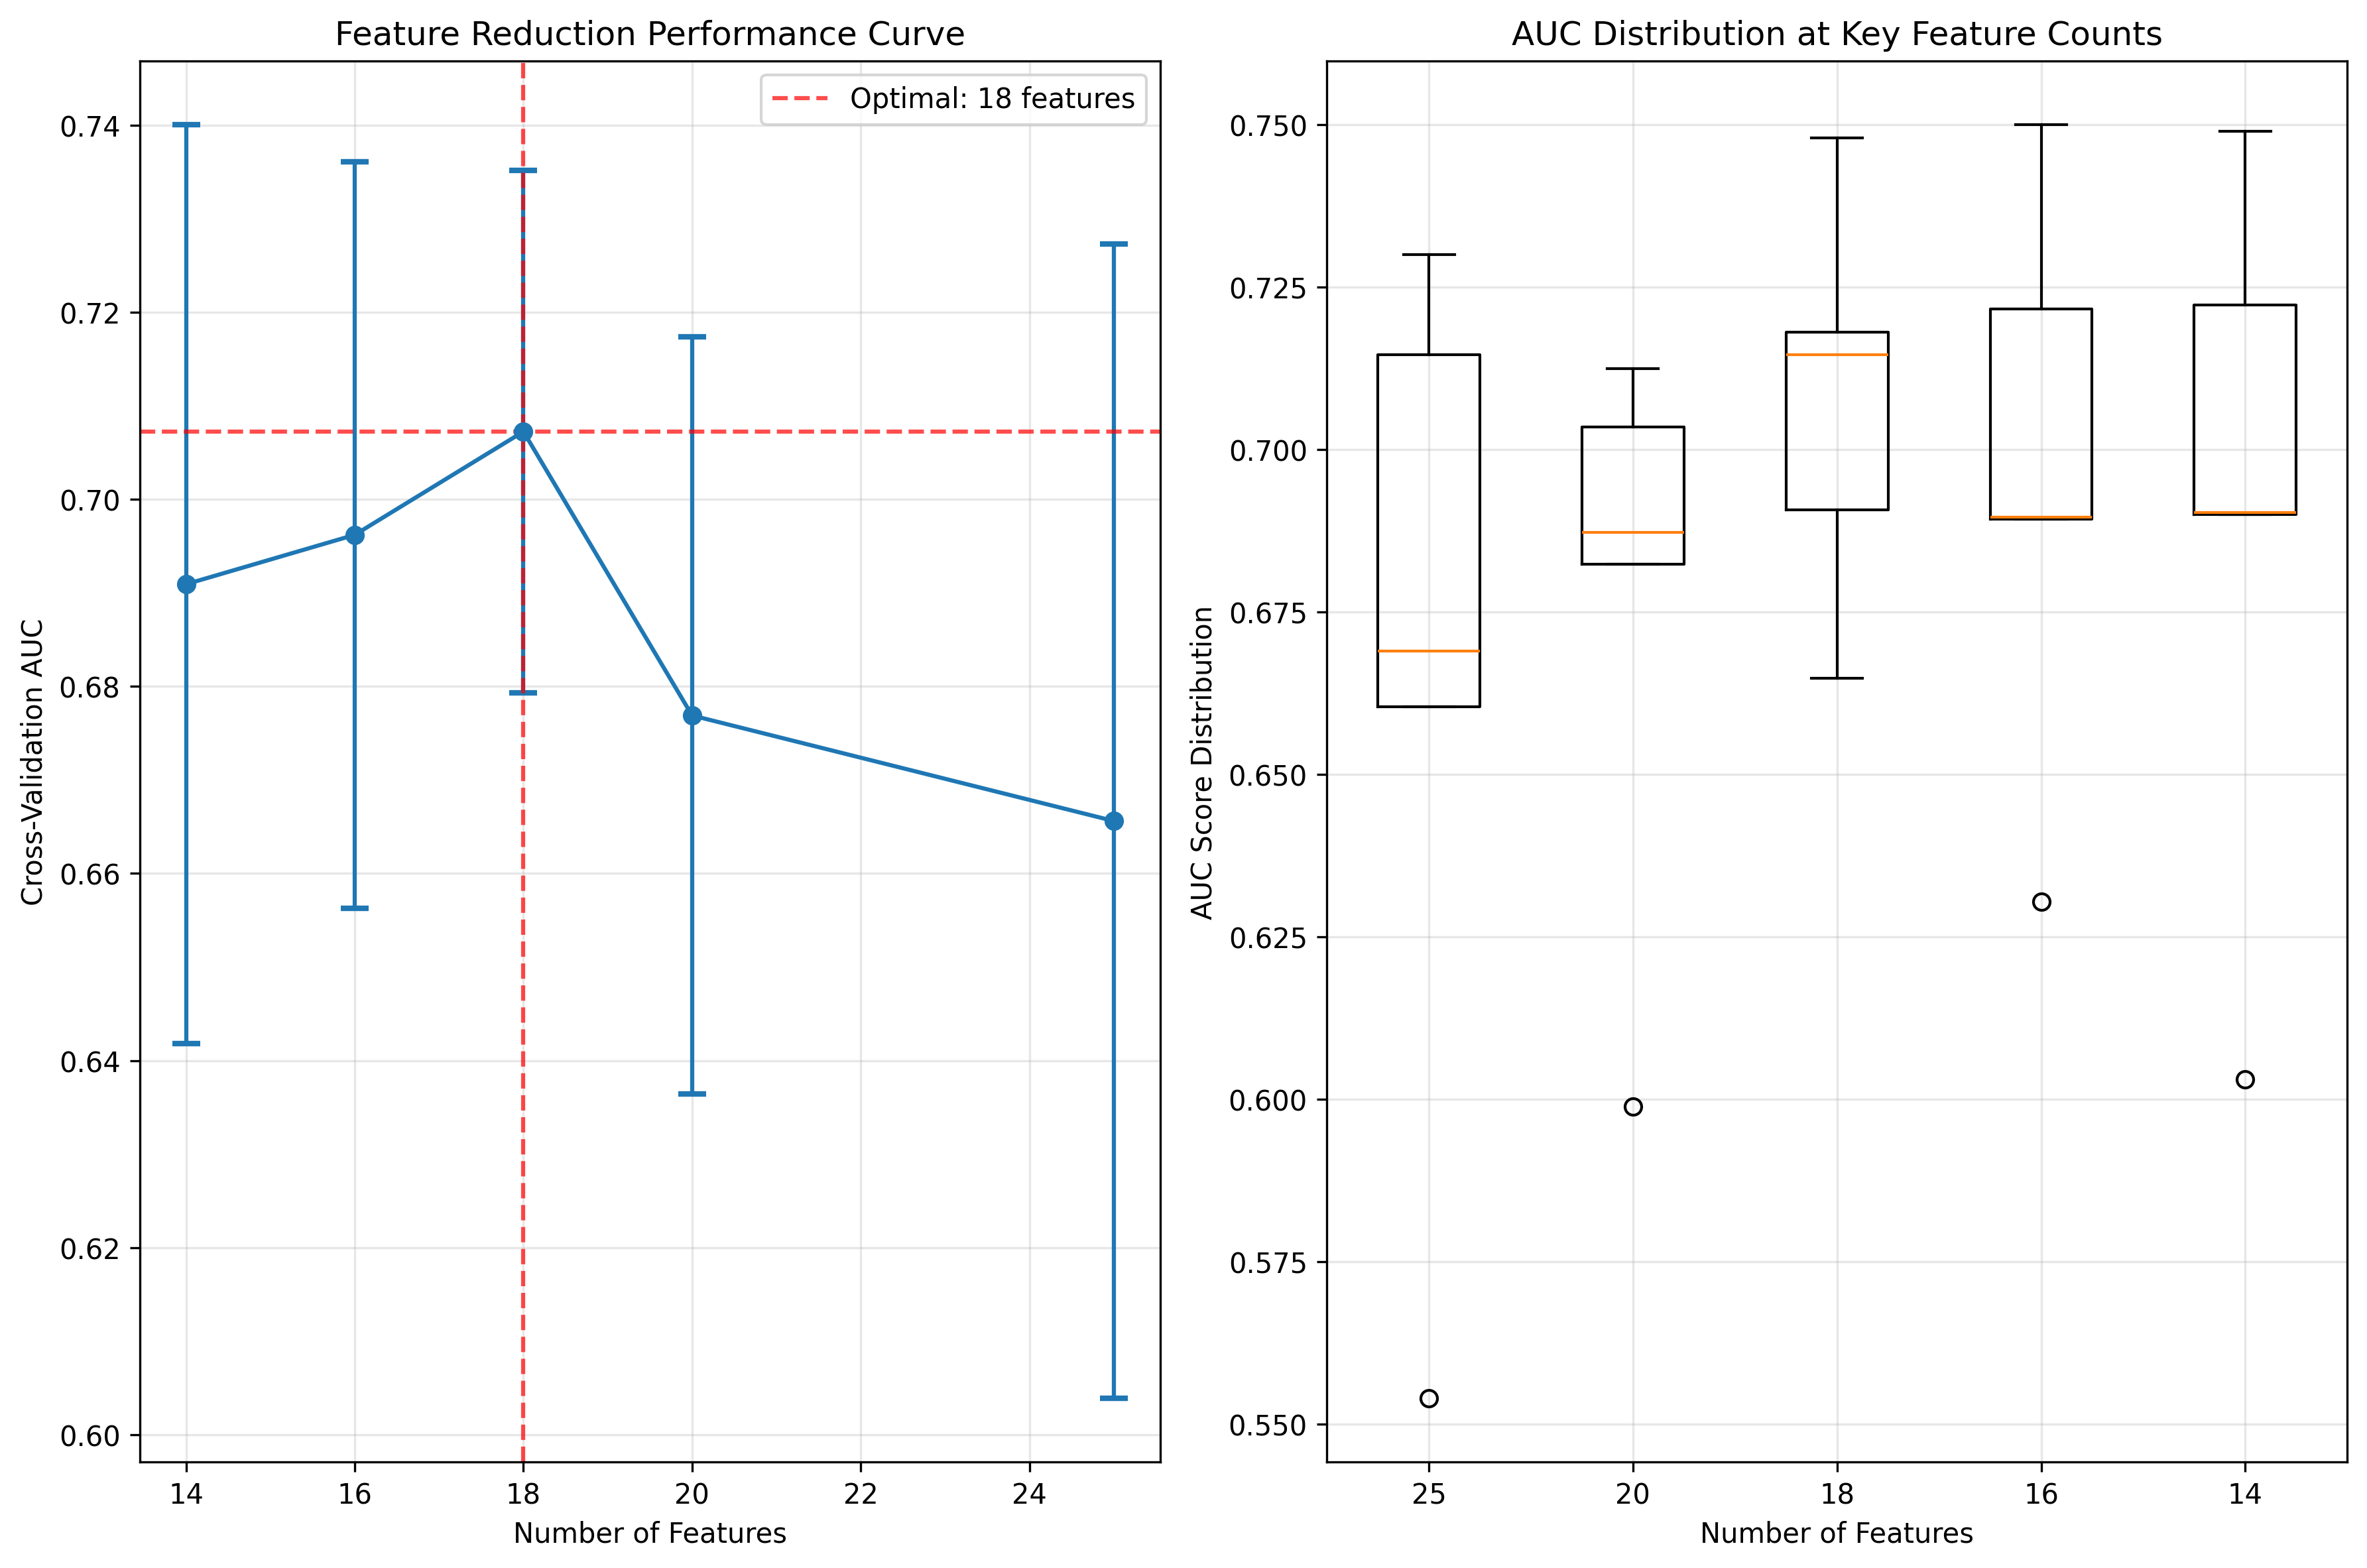 Feature Reduction Performance Curve
Optimal: 18 features
Cross-Validation AUC
0.74
0.72
0.70
0.68
0.66
0.64
0.62
0.60
14 16 18 20 22 24
Number of Features
AUC Distribution at Key Feature Counts
AUC Score Distribution
0.750
0.725
0.700
0.675
0.650
0.625
0.600
0.575
0.550
25 20 18 16 14
Number of Features